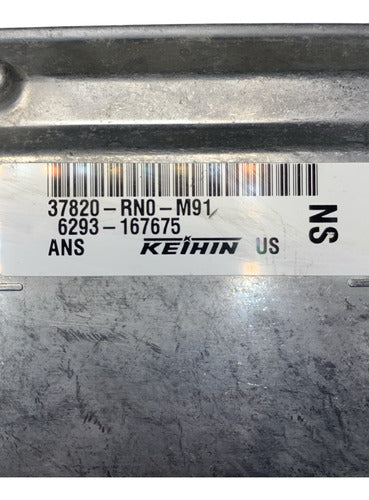 37820-RN0-M91
6293-167675
ANS KEIHIN US
NS